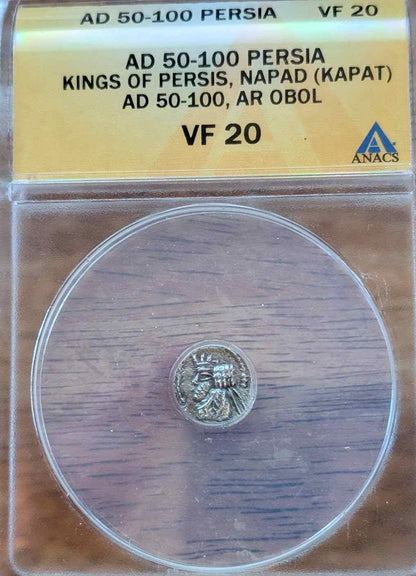 AD 50-100 PERSIA VF 20
AD 50-100 PERSIA
KINGS OF PERSIS, NAPAD (KAPAT)
AD 50-100, AR OBOL
VF 20
ANACS